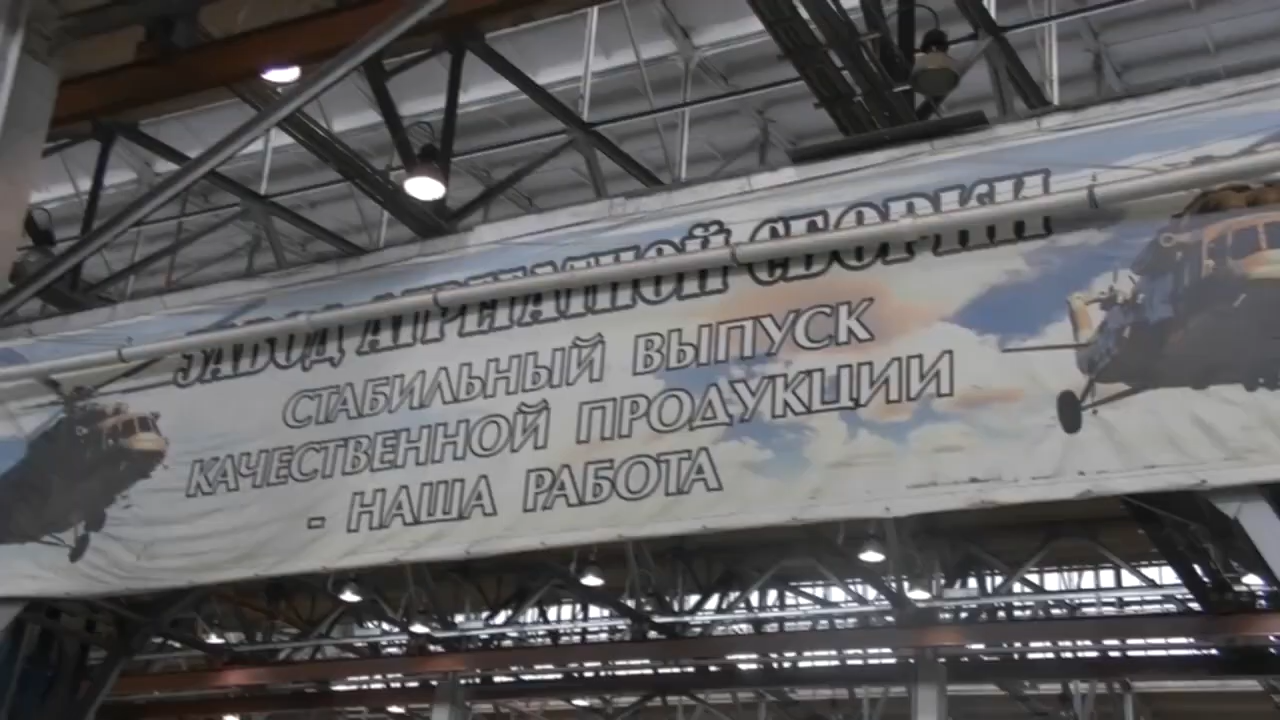 ЗАВОД АГРЕГАТНОЙ СБОРКИ
СТАБИЛЬНЫЙ ВЫПУСК
КАЧЕСТВЕННОЙ ПРОДУКЦИИ
- НАША РАБОТА